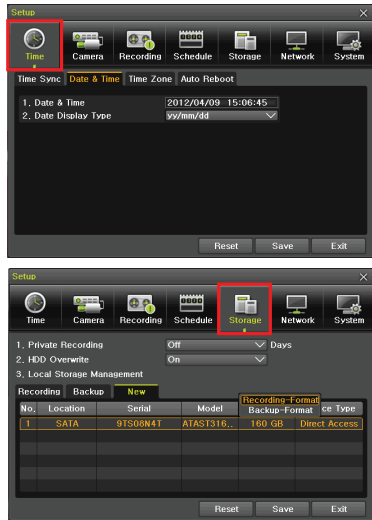 Setup
Time Camera Recording Schedule Storage Network System
Time Sync Date & Time Time Zone Auto Reboot
1. Date & Time 2012/04/09 15:06:45
2. Date Display Type yy/mm/dd
Reset Save Exit
Setup
Time Camera Recording Schedule Storage Network System
1. Private Recording Off Days
2. HDD Overwrite On
3. Local Storage Management
Recording Backup New
Recording-Format
No. Location Serial Model Backup-Format ce Type
1 SATA 9TS08N4T ATAST316.. 160 GB Direct Access
Reset Save Exit